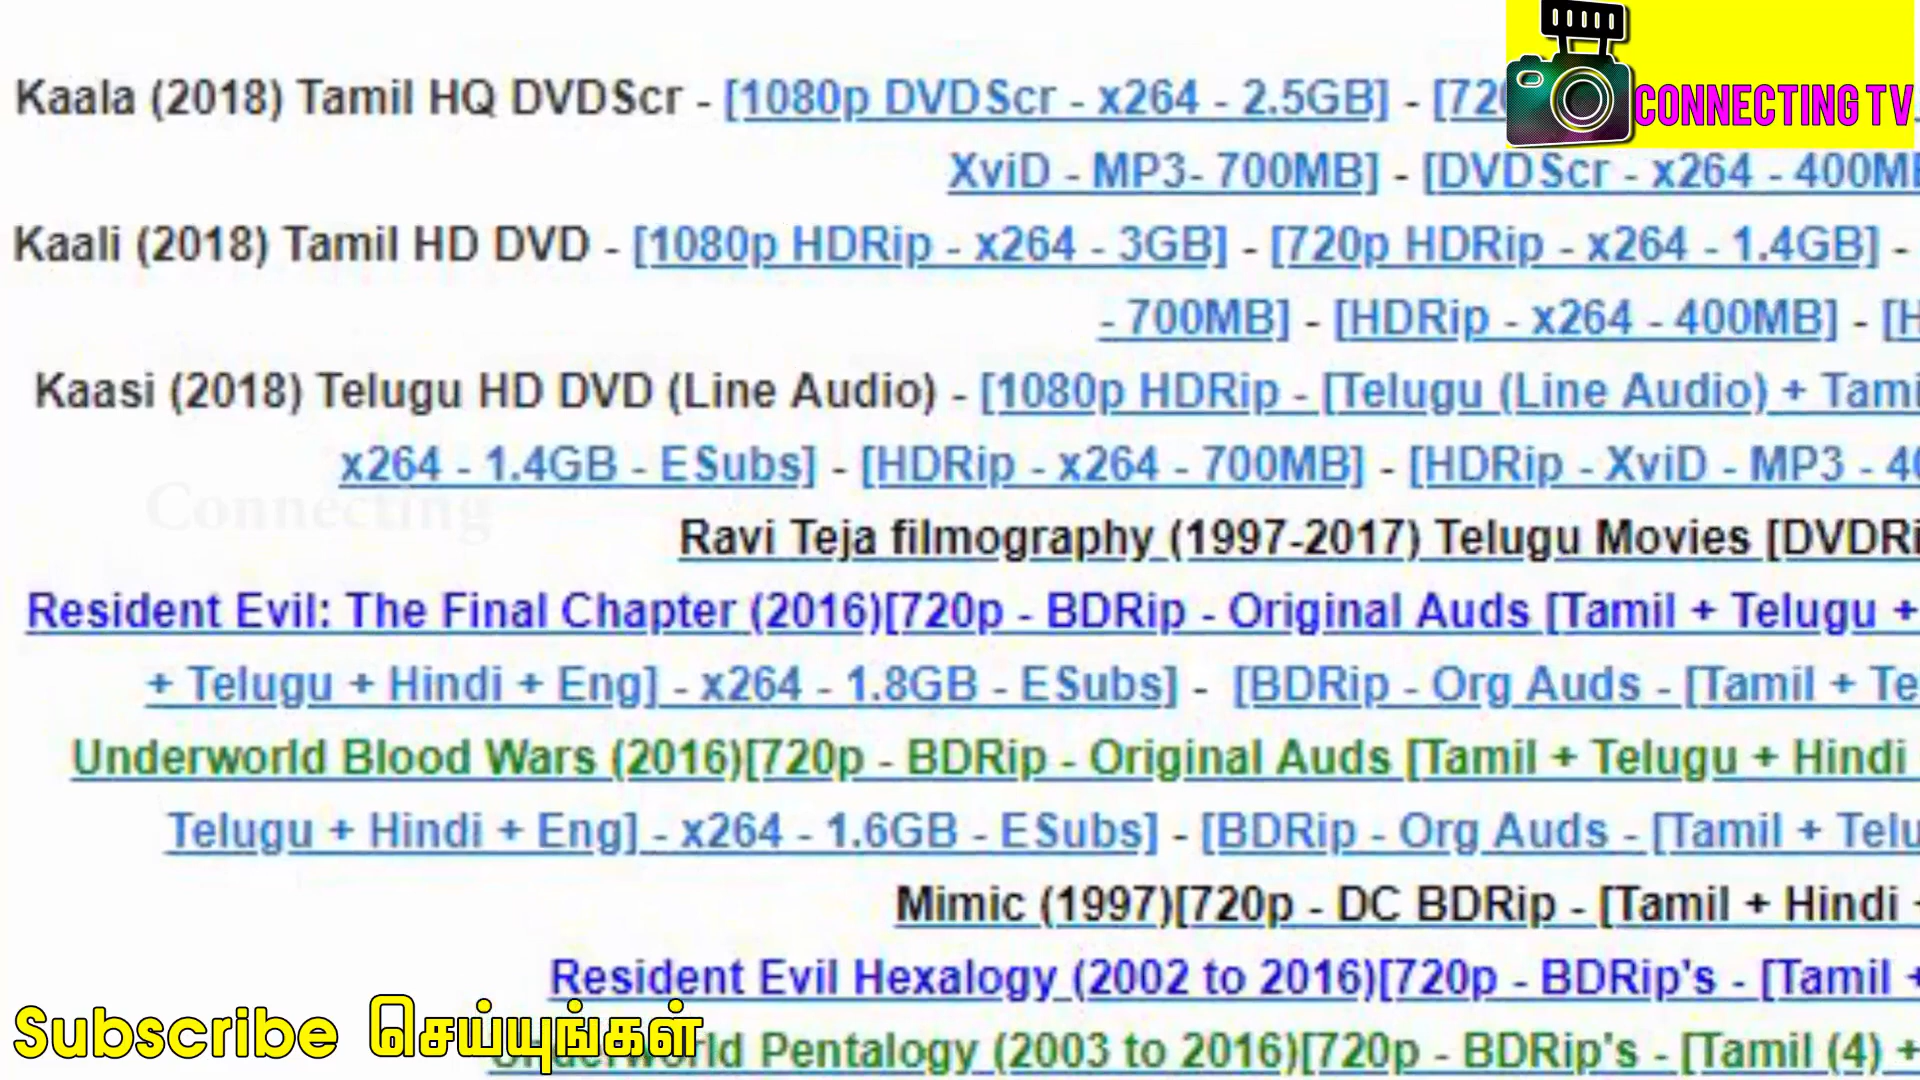 Kaala (2018) Tamil HQ DVDScr - [1080p DVDScr - x264 - 2.5GB] - [72
CONNECTING TV
XviD - MP3- 700MB] - [DVDScr - x264 - 400M
Kaali (2018) Tamil HD DVD - [1080p HDRip - x264 - 3GB] - [720p HDRip - x264 - 1.4GB] -
- 700MB] - [HDRip - x264 - 400MB] - [H
Kaasi (2018) Telugu HD DVD (Line Audio) - [1080p HDRip - [Telugu (Line Audio) + Tami
x264 - 1.4GB - ESubs] - [HDRip - x264 - 700MB] - [HDRip - XviD - MP3 - 40
Connecting
Ravi Teja filmography (1997-2017) Telugu Movies [DVDRi
Resident Evil: The Final Chapter (2016)[720p - BDRip - Original Auds [Tamil + Telugu +
+ Telugu + Hindi + Eng] - x264 - 1.8GB - ESubs] - [BDRip - Org Auds - [Tamil + Te
Underworld Blood Wars (2016)[720p - BDRip - Original Auds [Tamil + Telugu + Hindi
Telugu + Hindi + Eng] - x264 - 1.6GB - ESubs] - [BDRip - Org Auds - [Tamil + Telu
Mimic (1997)[720p - DC BDRip - [Tamil + Hindi +
Resident Evil Hexalogy (2002 to 2016)[720p - BDRip's - [Tamil +
Subscribe செய்யுங்கள்
Underworld Pentalogy (2003 to 2016)[720p - BDRip's - [Tamil (4) +